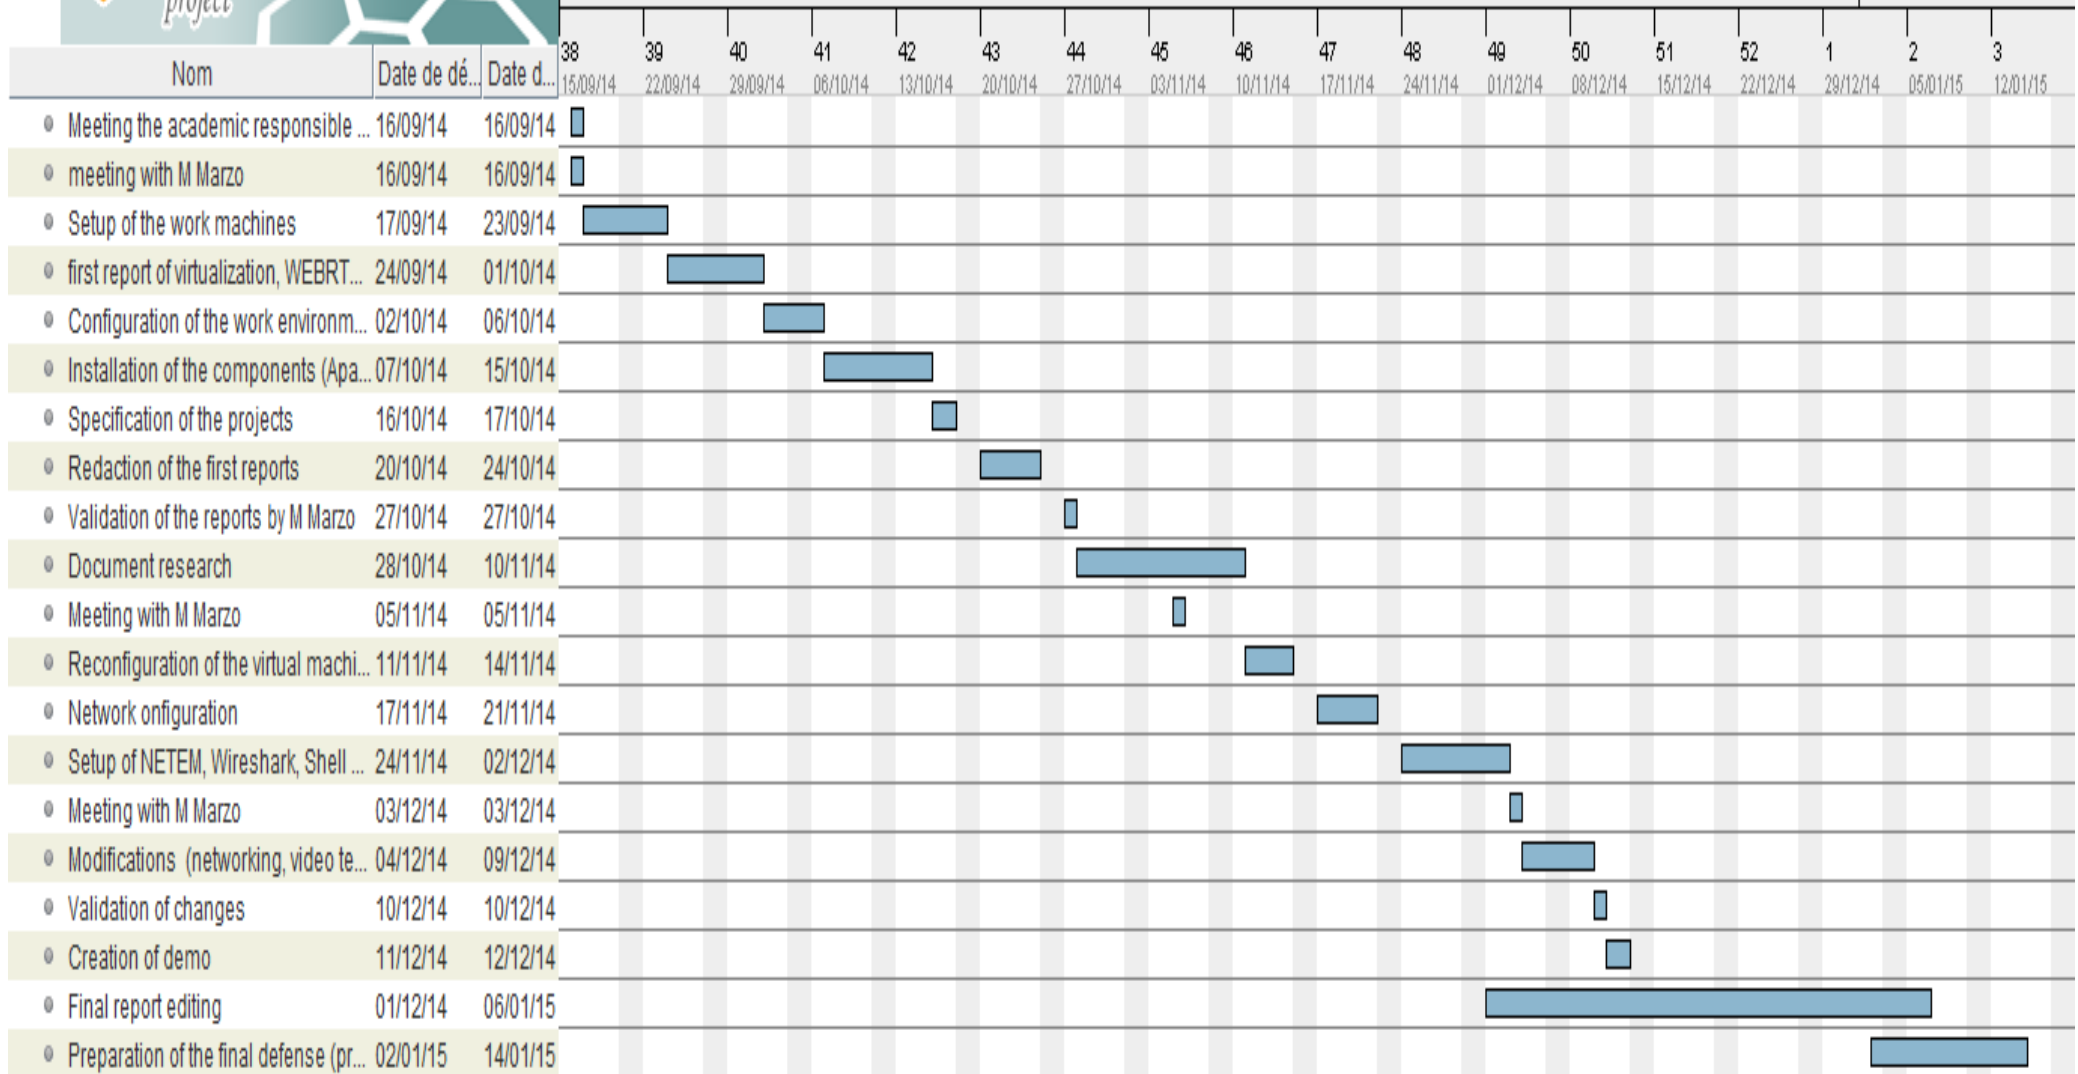 project
38 39 40 41 42 43 44 45 46 47 48 49 50 51 52 1 2 3
Nom Date de dé... Date d... 15/09/14 22/09/14 29/09/14 06/10/14 13/10/14 20/10/14 27/10/14 03/11/14 10/11/14 17/11/14 24/11/14 01/12/14 08/12/14 15/12/14 22/12/14 29/12/14 05/01/15 12/01/15
Meeting the academic responsible ... 16/09/14 16/09/14
meeting with M Marzo 16/09/14 16/09/14
Setup of the work machines 17/09/14 23/09/14
first report of virtualization, WEBRT... 24/09/14 01/10/14
Configuration of the work environm... 02/10/14 06/10/14
Installation of the components (Apa... 07/10/14 15/10/14
Specification of the projects 16/10/14 17/10/14
Redaction of the first reports 20/10/14 24/10/14
Validation of the reports by M Marzo 27/10/14 27/10/14
Document research 28/10/14 10/11/14
Meeting with M Marzo 05/11/14 05/11/14
Reconfiguration of the virtual machi... 11/11/14 14/11/14
Network onfiguration 17/11/14 21/11/14
Setup of NETEM, Wireshark, Shell ... 24/11/14 02/12/14
Meeting with M Marzo 03/12/14 03/12/14
Modifications (networking, video te... 04/12/14 09/12/14
Validation of changes 10/12/14 10/12/14
Creation of demo 11/12/14 12/12/14
Final report editing 01/12/14 06/01/15
Preparation of the final defense (pr... 02/01/15 14/01/15